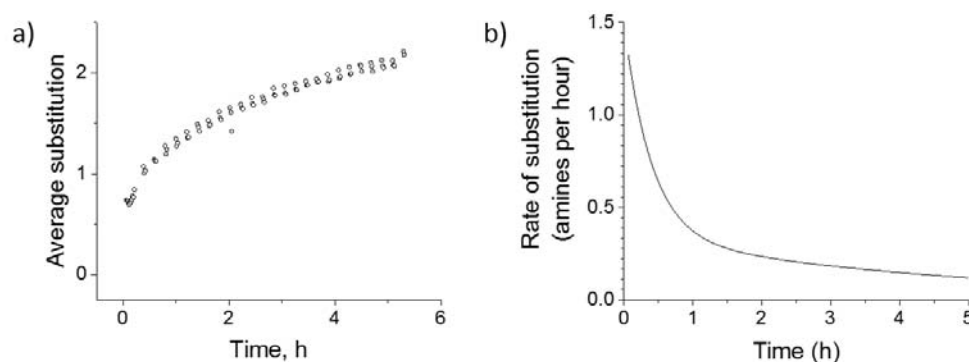 a)
Average substitution
2
1
0
0
2
4
6
Time, h
b)
Rate of substitution
(amines per hour)
1.5
1.0
0.5
0.0
0
1
2
3
4
5
Time (h)